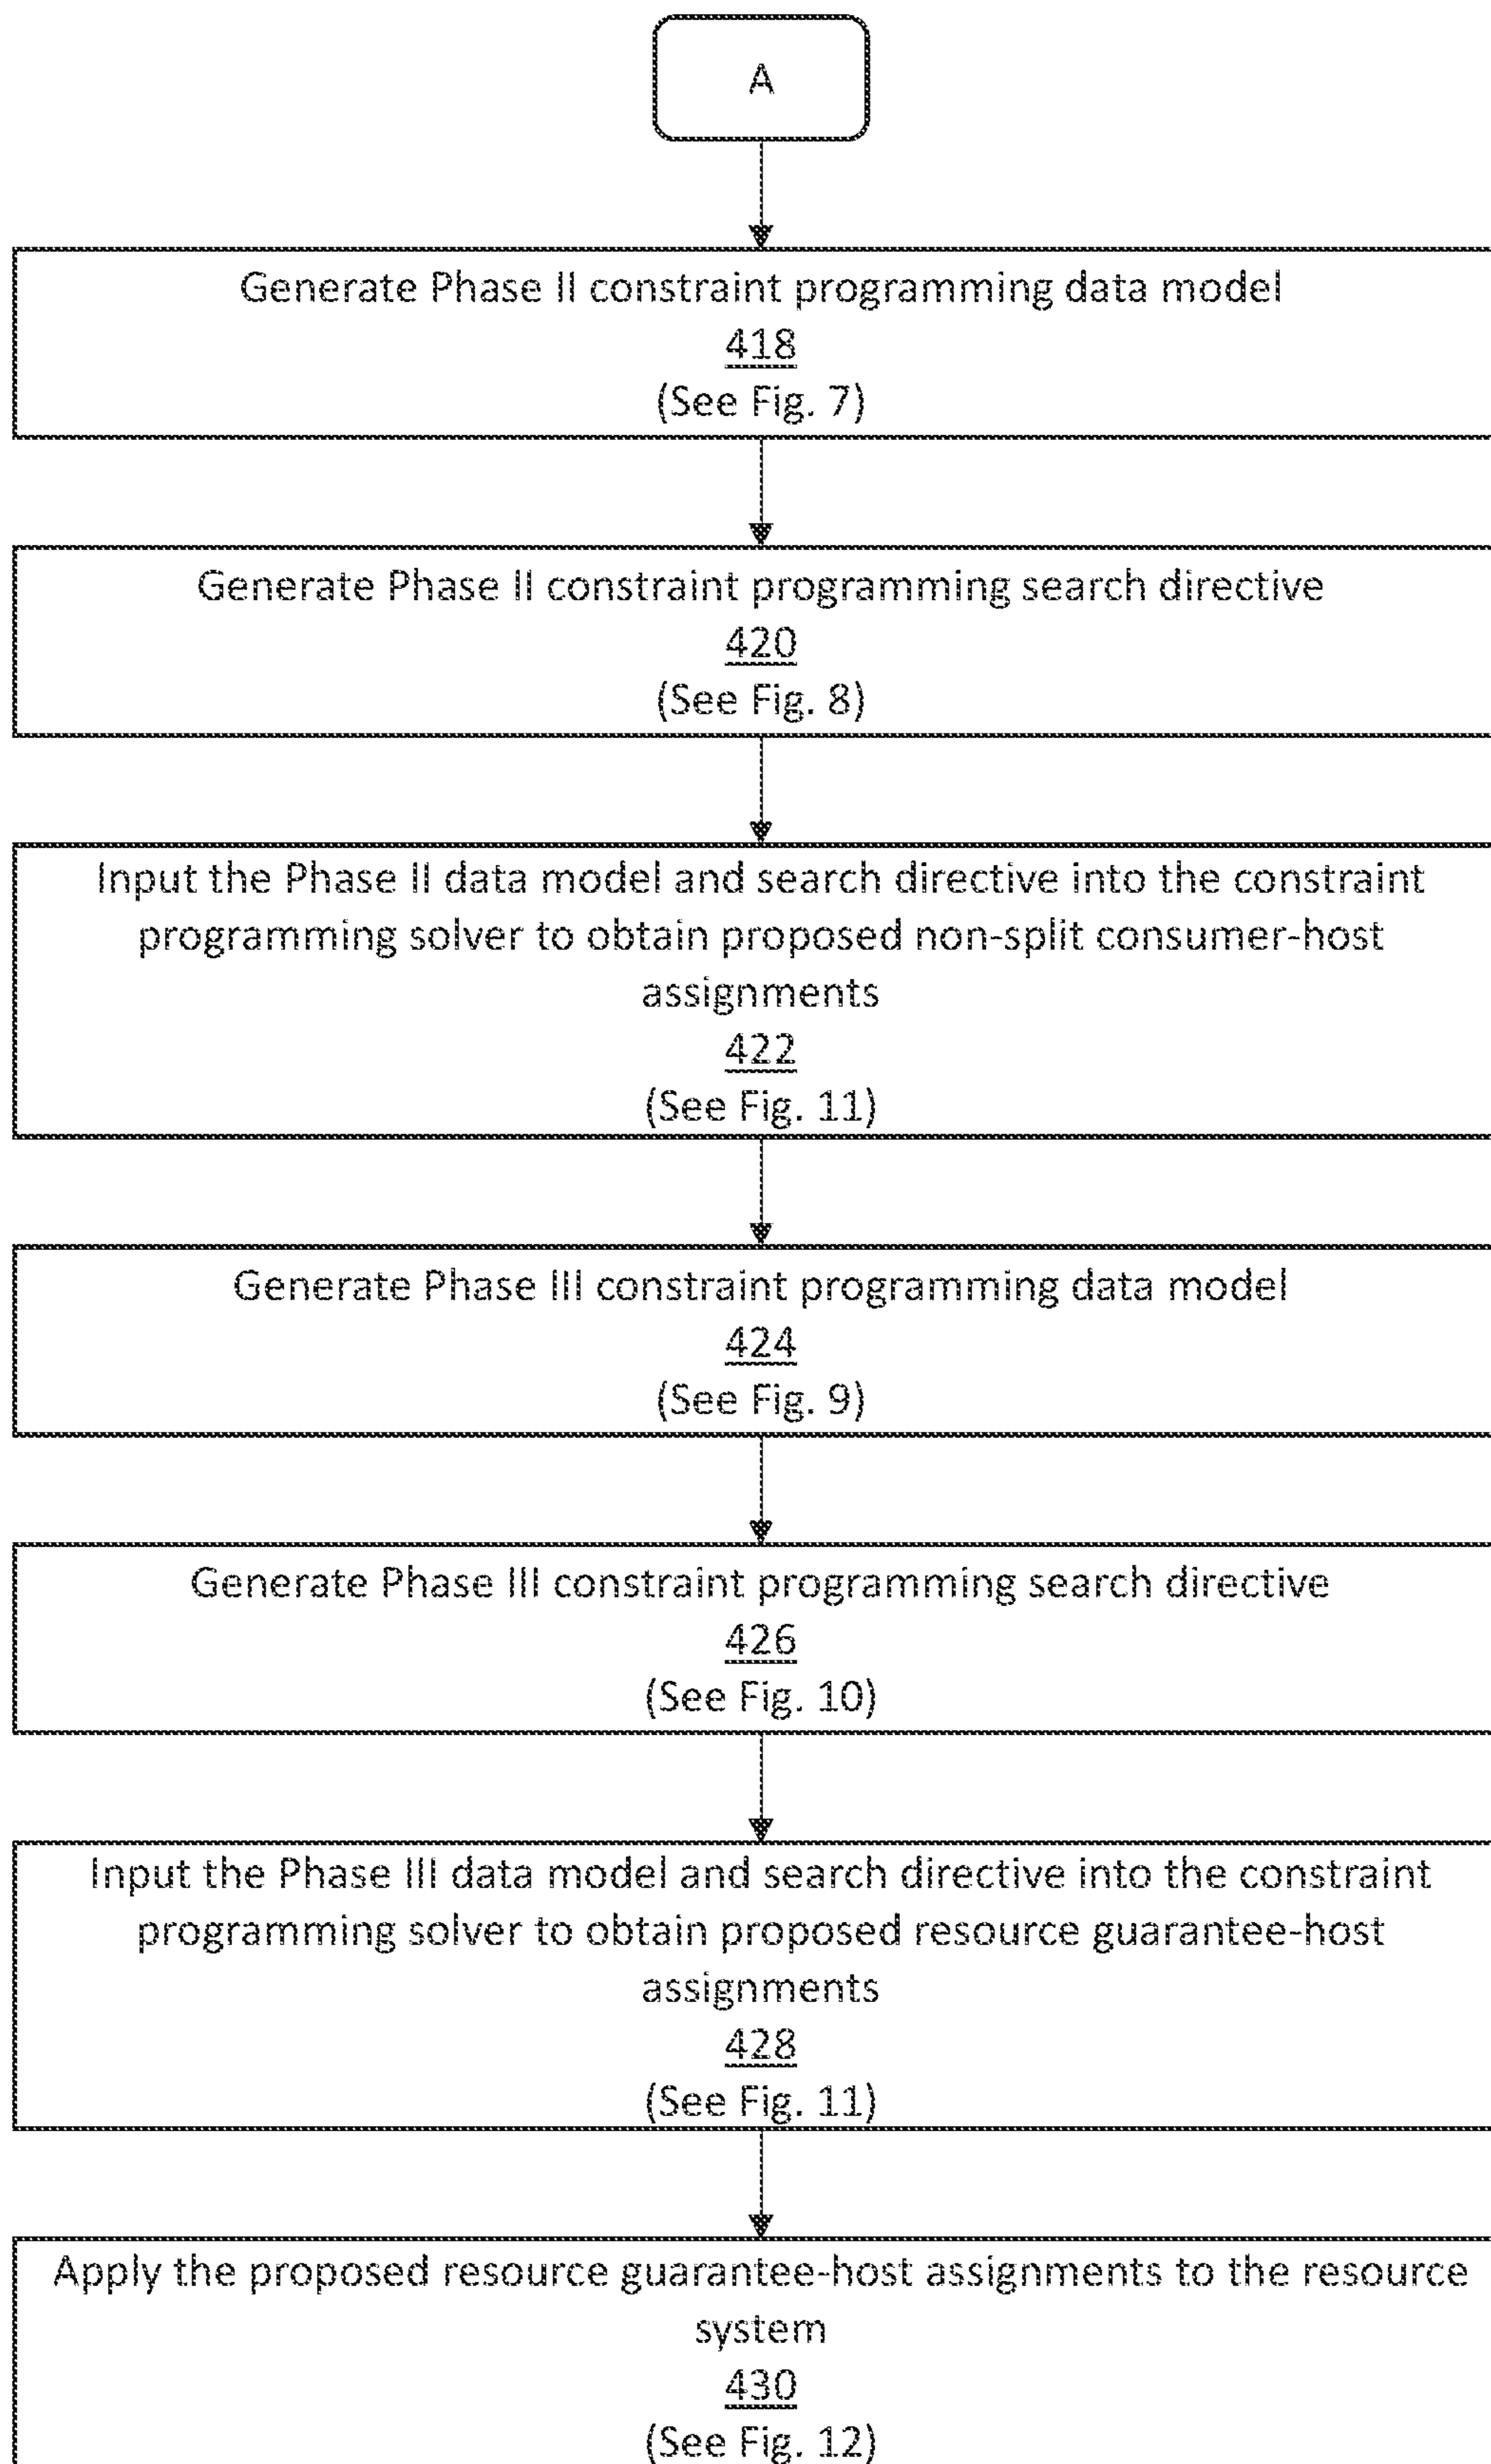 A
Generate Phase II constraint programming data model
418
(See Fig. 7)
Generate Phase II constraint programming search directive
420
(See Fig. 8)
Input the Phase II data model and search directive into the constraint
programming solver to obtain proposed non-split consumer-host
assignments
422
(See Fig. 11)
Generate Phase III constraint programming data model
424
(See Fig. 9)
Generate Phase III constraint programming search directive
426
(See Fig. 10)
Input the Phase III data model and search directive into the constraint
programming solver to obtain proposed resource guarantee-host
assignments
428
(See Fig. 11)
Apply the proposed resource guarantee-host assignments to the resource
system
430
(See Fig. 12)